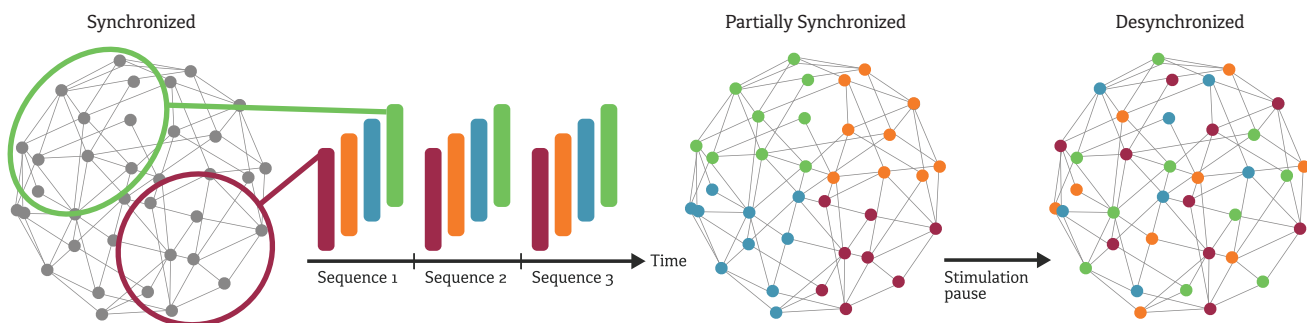 Synchronized
Partially Synchronized
Desynchronized
Sequence 1
Sequence 2
Sequence 3
Time
Stimulation
pause